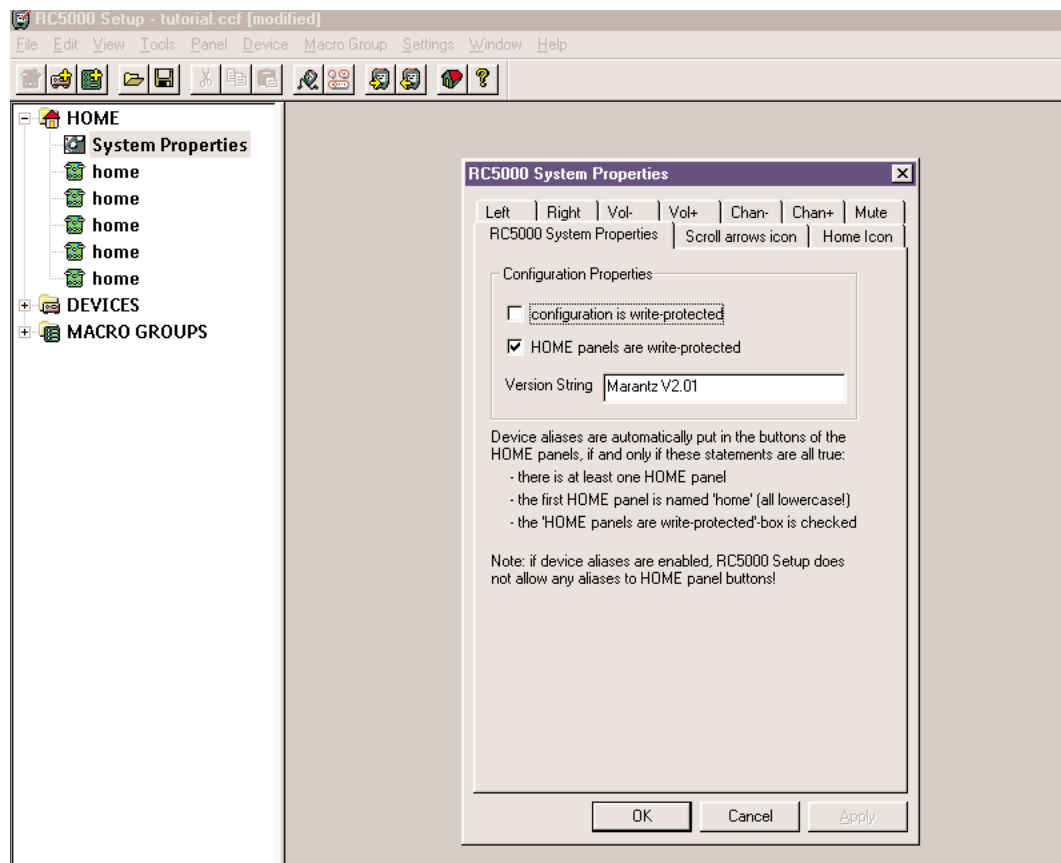 RC5000 Setup - tutorial.ccf [modified]
File Edit View Tools Panel Device Macro Group Settings Window Help
HOME
System Properties
home
home
home
home
home
DEVICES
MACRO GROUPS
RC5000 System Properties
Left Right Vol- Vol+ Chan- Chan+ Mute
RC5000 System Properties Scroll arrows icon Home Icon
Configuration Properties
configuration is write-protected
HOME panels are write-protected
Version String Marantz V2.01
Device aliases are automatically put in the buttons of the
HOME panels, if and only if these statements are all true:
- there is at least one HOME panel
- the first HOME panel is named 'home' (all lowercase!)
- the 'HOME panels are write-protected'-box is checked
Note: if device aliases are enabled, RC5000 Setup does
not allow any aliases to HOME panel buttons!
OK Cancel Apply